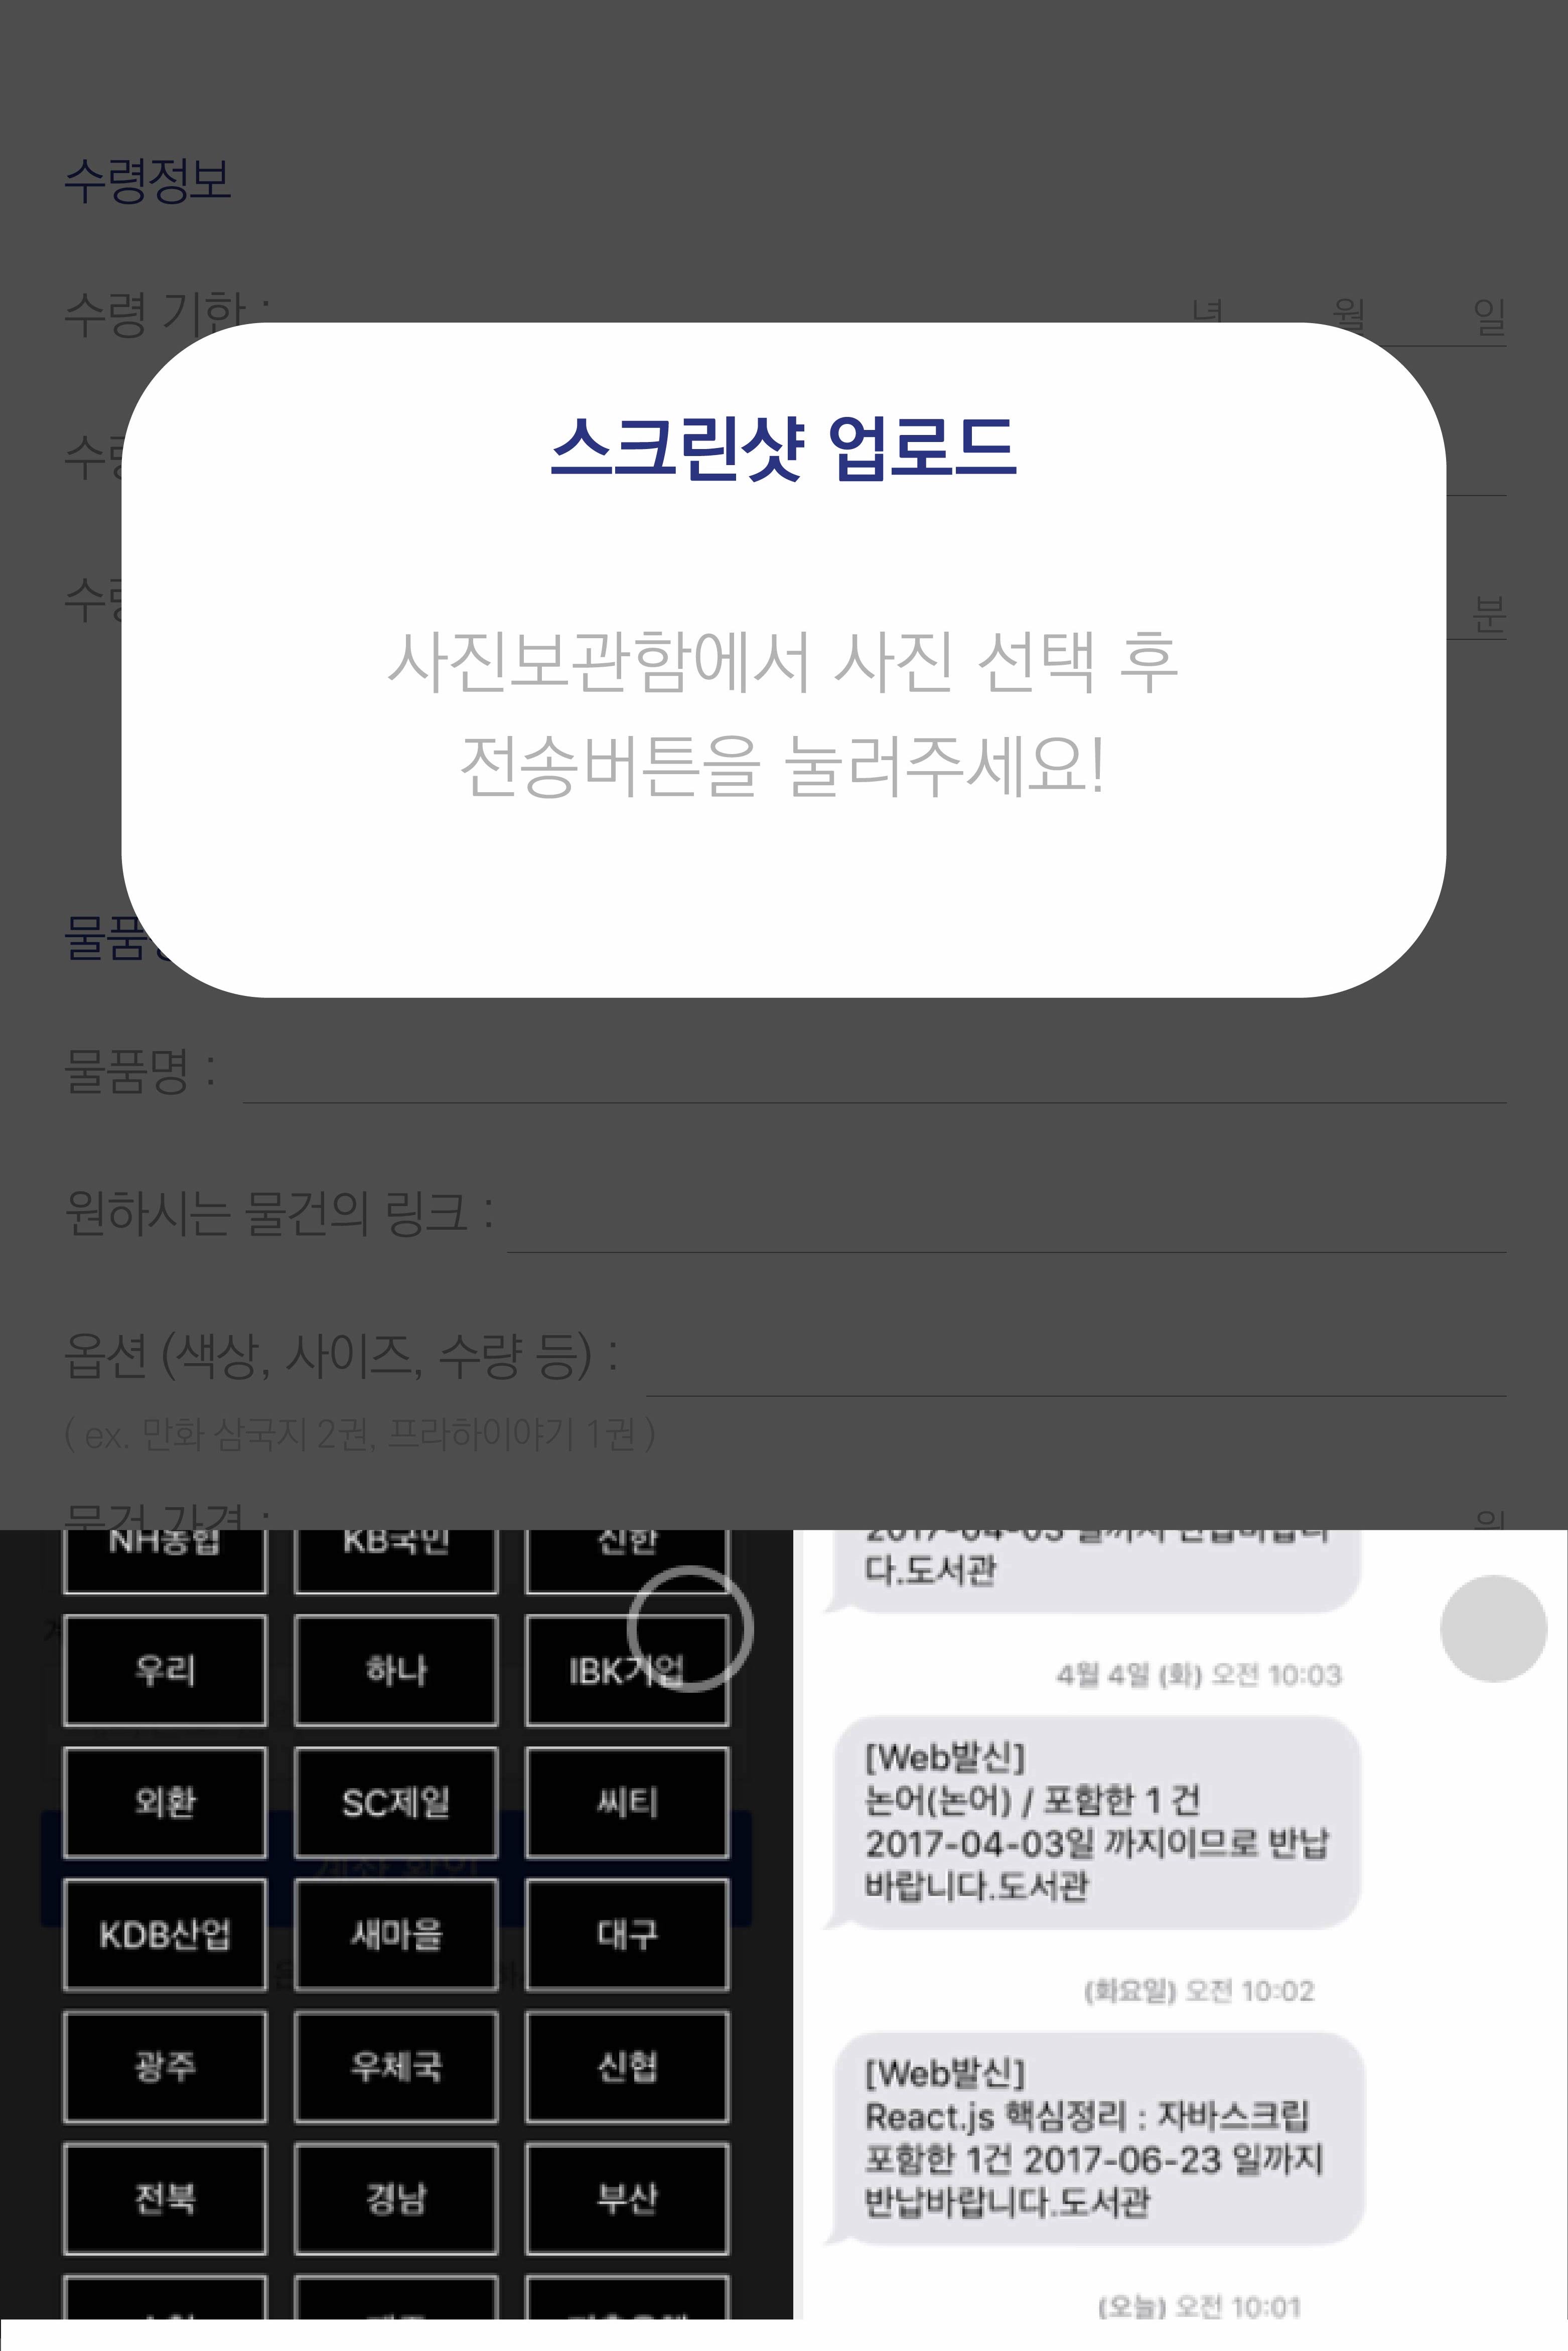 수령정보
수령 기한 :
년 월 일
스크린샷 업로드
사진보관함에서 사진 선택 후
전송버튼을 눌러주세요!
분
물품명 :
원하시는 물건의 링크 :
옵션 (색상, 사이즈, 수량 등) :
( ex. 만화 삼국지 2권, 프라하이야기 1권 )
물건 가격 :
원
NH농협 KB국민 신한
우리 하나 IBK기업
외환 SC제일 씨티
KDB산업 새마을 대구
광주 우체국 신협
전북 경남 부산
다.도서관
4월 4일 (화) 오전 10:03
[Web발신]
논어(논어) / 포함한 1 건
2017-04-03일 까지이므로 반납
바랍니다.도서관
(화요일) 오전 10:02
[Web발신]
React.js 핵심정리 : 자바스크립
포함한 1건 2017-06-23 일까지
반납바랍니다.도서관
(오늘) 오전 10:01